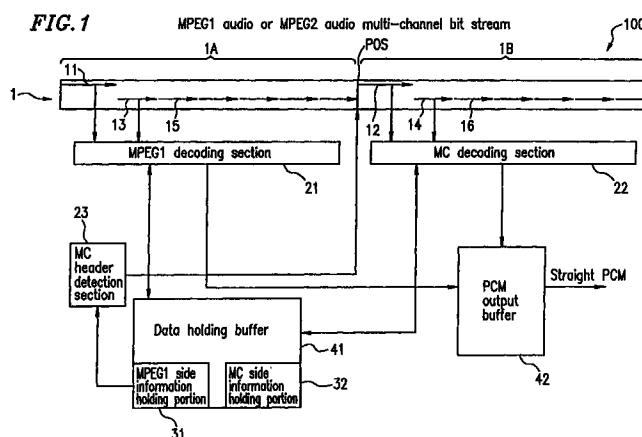 FIG.1
MPEG1 audio or MPEG2 audio multi-channel bit stream
100
1A
POS
1B
11
1
13
15
12
14
16
MPEG1 decoding section
MC decoding section
21
22
23
MC
header
detection
section
Data holding buffer
41
PCM
output
buffer
Straight PCM
42
MPEG1 side
information
holding portion
MC side
information
holding portion
32
31